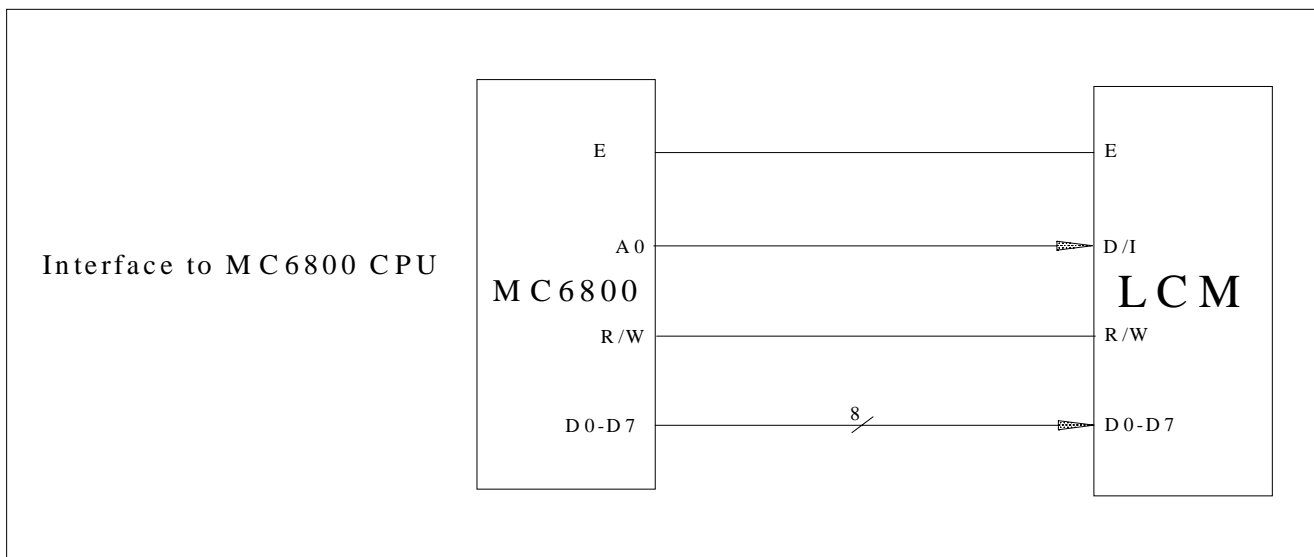 E
E
A0
D/I
Interface to MC6800 CPU
MC6800
LCM
R/W
R/W
8
D0-D7
D0-D7